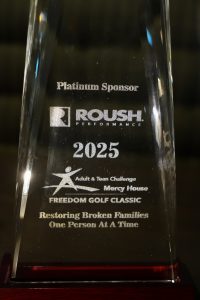 Platinum Sponsor
ROUSH
PERFORMANCE
2025
Adult & Teen Challenge
Mercy House
FREEDOM GOLF CLASSIC
Restoring Broken Families
One Person At A Time